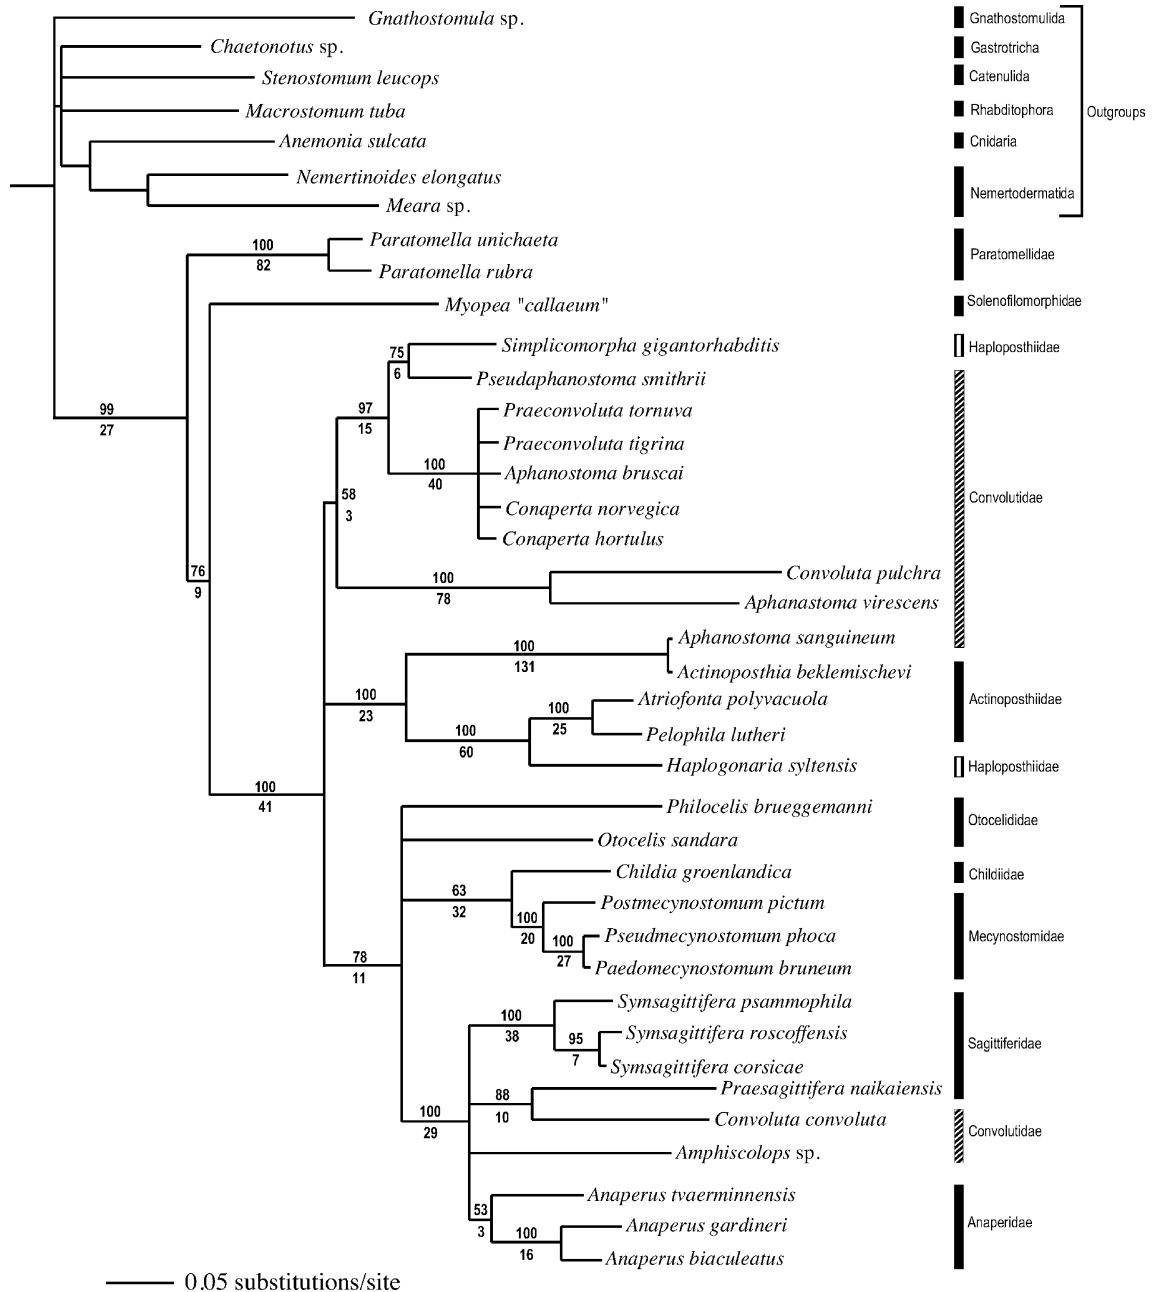 Gnathostomula sp.
Gnathostomulida
Chaetonotus sp.
Gastrotricha
Stenostomum leucops
Catenulida
Macrostomum tuba
Rhabditophora
Outgroups
Anemonia sulcata
Cnidaria
Nemertinoides elongatus
Nemertodermatida
Meara sp.
Paratomella unichaeta
100
82
Paratomellidae
Paratomella rubra
Myopea "callaeum"
Solenofilomorphidae
Simplicomorpha gigantorhabditis
Haploposthiidae
75
6
Pseudaphanostoma smithrii
99
27
97
15
Praeconvoluta tornuva
Praeconvoluta tigrina
100
40
Aphanostoma bruscai
58
3
Convolutidae
Conaperta norvegica
Conaperta hortulus
76
9
100
78
Convoluta pulchra
Aphanastoma virescens
Aphanostoma sanguineum
100
131
Actinoposthia beklemischevi
100
23
Atriofonta polyvacuola
Actinoposthiidae
100
25
Pelophila lutheri
100
60
Haplogonaria syltensis
Haploposthiidae
100
41
Philocelis brueggemanni
Otocelididae
Otocelis sandara
Childia groenlandica
Childiidae
63
32
Postmecynostomum pictum
100
20
Pseudmecynostomum phoca
Mecynostomidae
100
27
Paedomecynostomum bruneum
78
11
Symsagittifera psammophila
100
38
Symsagittifera roscoffensis
Sagittiferidae
95
7
Symsagittifera corsicae
Praesagittifera naikaiensis
88
10
100
29
Convoluta convoluta
Convolutidae
Amphiscolops sp.
Anaperus tvaerminnensis
53
3
Anaperus gardineri
Anaperidae
100
16
Anaperus biaculeatus
0.05 substitutions/site